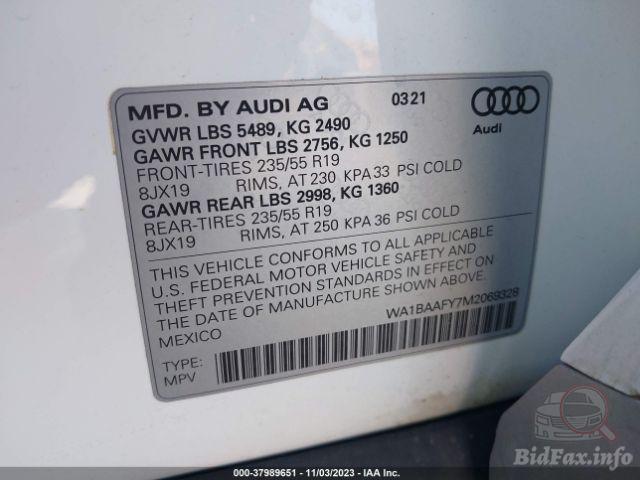 MFD. BY AUDI AG 0321
Audi
GVWR LBS 5489, KG 2490
GAWR FRONT LBS 2756, KG 1250
FRONT-TIRES 235/55 R19
8JX19 RIMS, AT 230 KPA 33 PSI COLD
GAWR REAR LBS 2998, KG 1360
REAR-TIRES 235/55 R19
8JX19 RIMS, AT 250 KPA 36 PSI COLD
THIS VEHICLE CONFORMS TO ALL APPLICABLE
U.S. FEDERAL MOTOR VEHICLE SAFETY AND
THEFT PREVENTION STANDARDS IN EFFECT ON
THE DATE OF MANUFACTURE SHOWN ABOVE.
MEXICO
WA1BAAFY7M2069328
TYPE:
MPV
BidFax.info
000-37989651 - 11/03/2023 - IAA Inc.